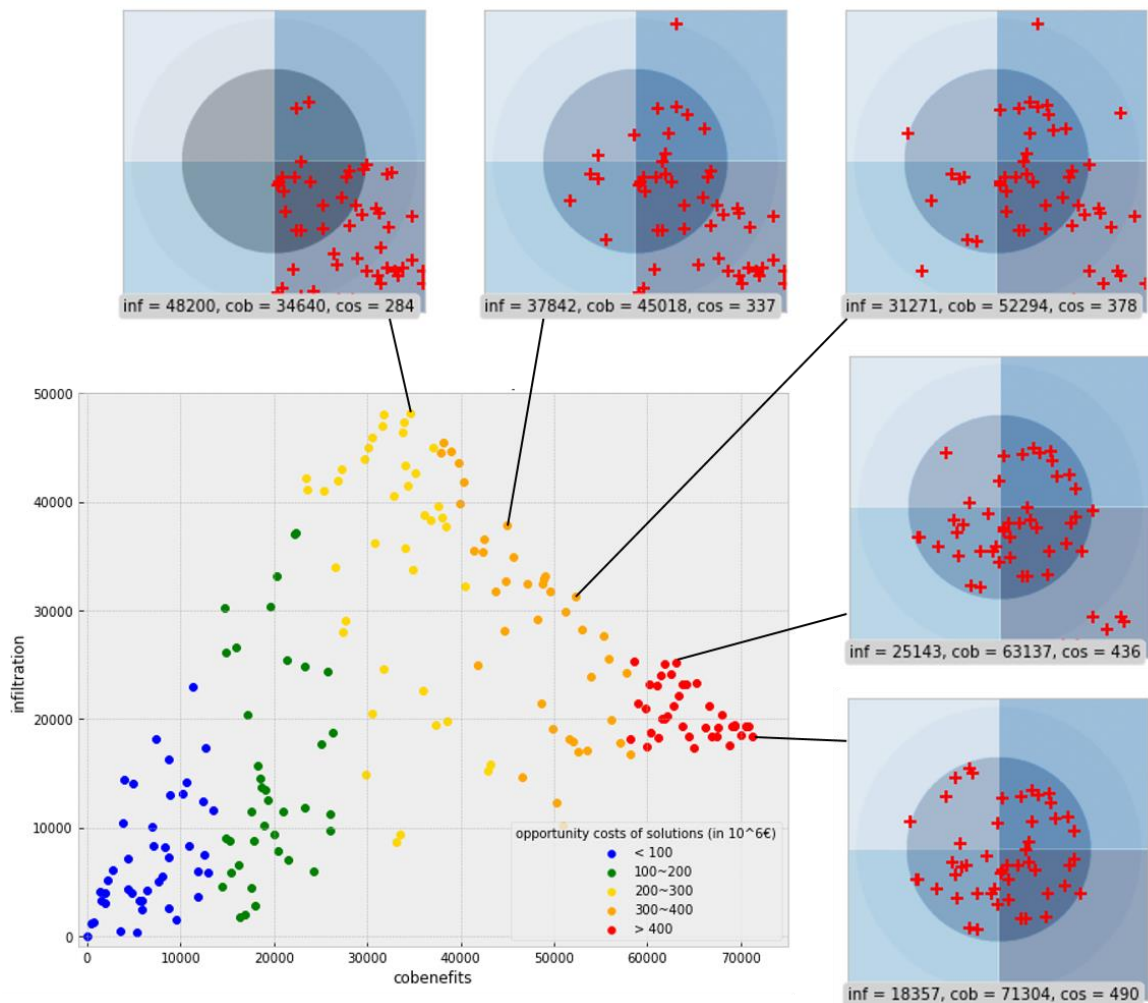 inf = 48200, cob = 34640, cos = 284
inf = 37842, cob = 45018, cos = 337
inf = 31271, cob = 52294, cos = 378
50000
40000
30000
20000
10000
0
infiltration
opportunity costs of solutions (in 10^6€)
< 100
100~200
200~300
300~400
> 400
0
10000
20000
30000
40000
50000
60000
70000
cobenefits
inf = 25143, cob = 63137, cos = 436
inf = 18357, cob = 71304, cos = 490